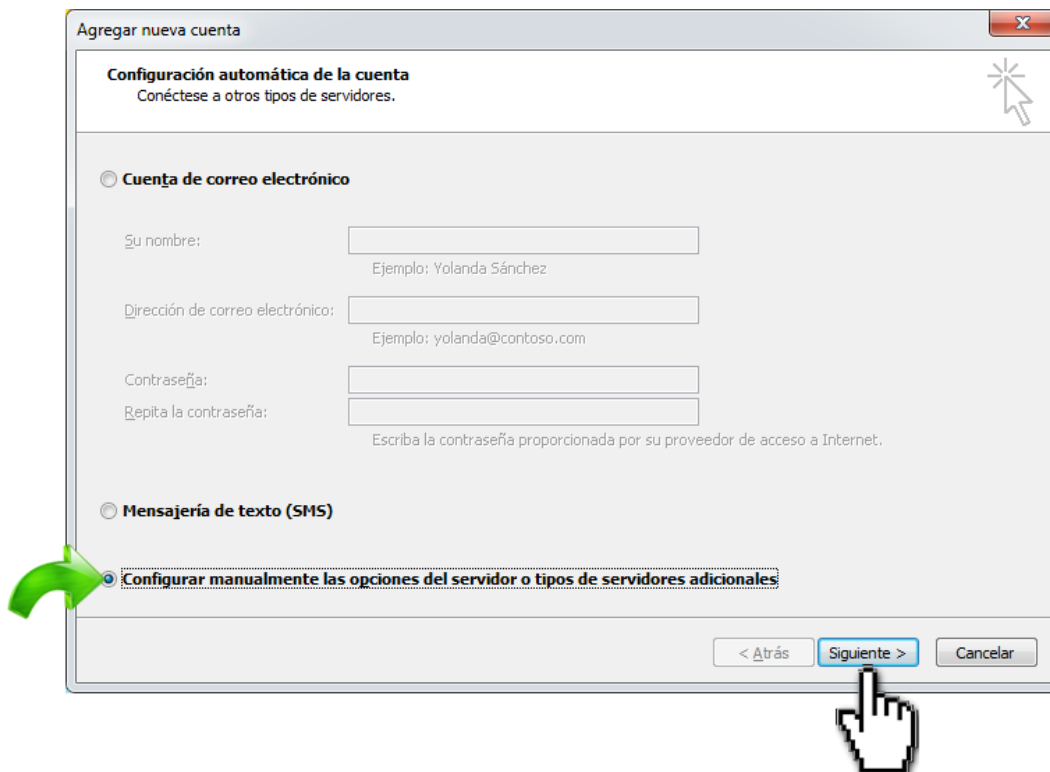 Agregar nueva cuenta
Configuración automática de la cuenta
Conéctese a otros tipos de servidores.
Cuenta de correo electrónico
Su nombre:
Ejemplo: Yolanda Sánchez
Dirección de correo electrónico:
Ejemplo: yolanda@contoso.com
Contraseña:
Repita la contraseña:
Escriba la contraseña proporcionada por su proveedor de acceso a Internet.
Mensajería de texto (SMS)
Configurar manualmente las opciones del servidor o tipos de servidores adicionales
< Atrás Siguiente > Cancelar